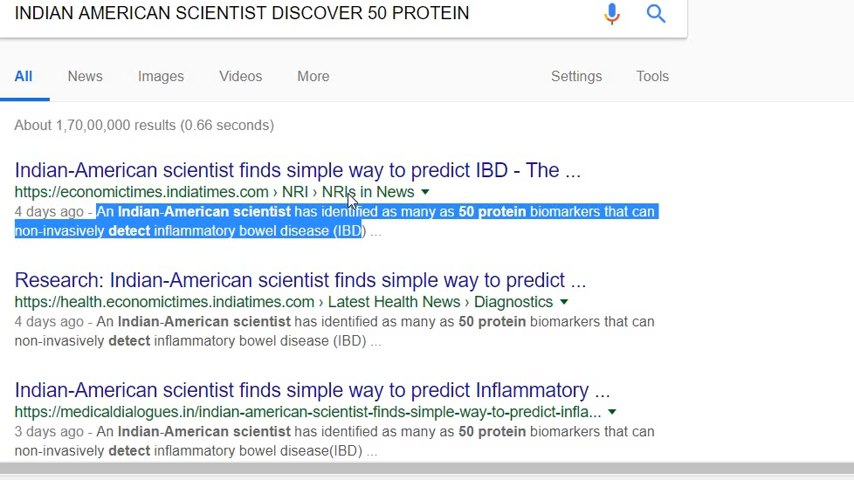 INDIAN AMERICAN SCIENTIST DISCOVER 50 PROTEIN
All News Images Videos More Settings Tools
About 1,70,00,000 results (0.66 seconds)
Indian-American scientist finds simple way to predict IBD - The ...
https://economictimes.indiatimes.com › NRI › NRIs in News
4 days ago - An Indian-American scientist has identified as many as 50 protein biomarkers that can
non-invasively detect inflammatory bowel disease (IBD) ...
Research: Indian-American scientist finds simple way to predict ...
https://health.economictimes.indiatimes.com › Latest Health News › Diagnostics
4 days ago - An Indian-American scientist has identified as many as 50 protein biomarkers that can
non-invasively detect inflammatory bowel disease (IBD) ...
Indian-American scientist finds simple way to predict Inflammatory ...
https://medicaldialogues.in/indian-american-scientist-finds-simple-way-to-predict-infla...
3 days ago - An Indian-American scientist has identified as many as 50 protein biomarkers that can
non-invasively detect inflammatory bowel disease(IBD) ...